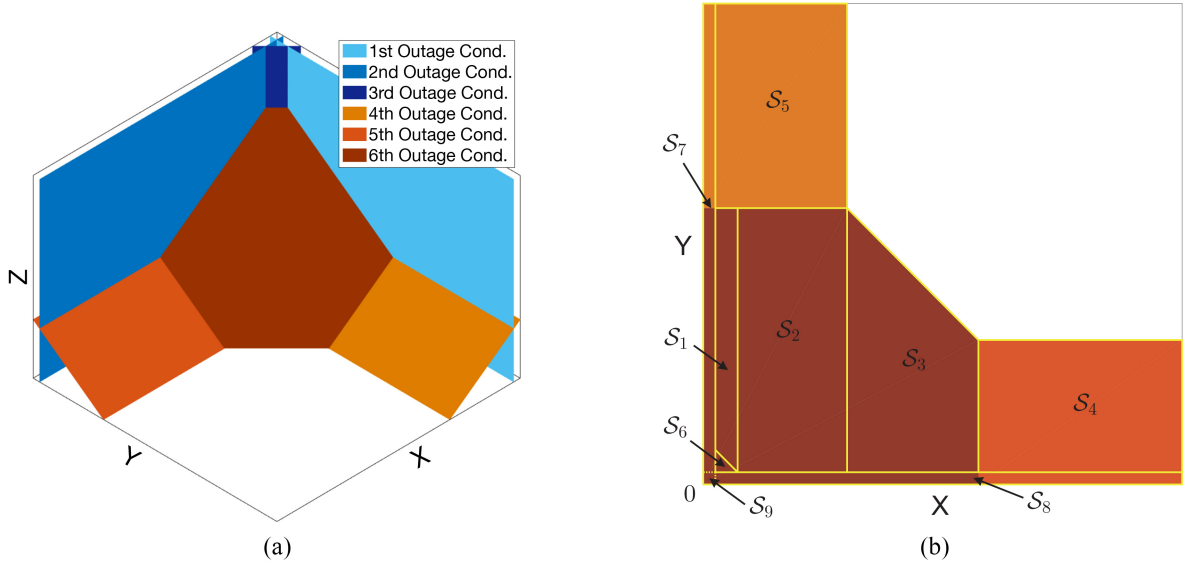 1st Outage Cond.
2nd Outage Cond.
3rd Outage Cond.
4th Outage Cond.
5th Outage Cond.
6th Outage Cond.
Z
Y
X
(a)
S₅
S₇
Y
S₁
S₂
S₃
S₄
S₆
0
S₉
X
S₈
(b)